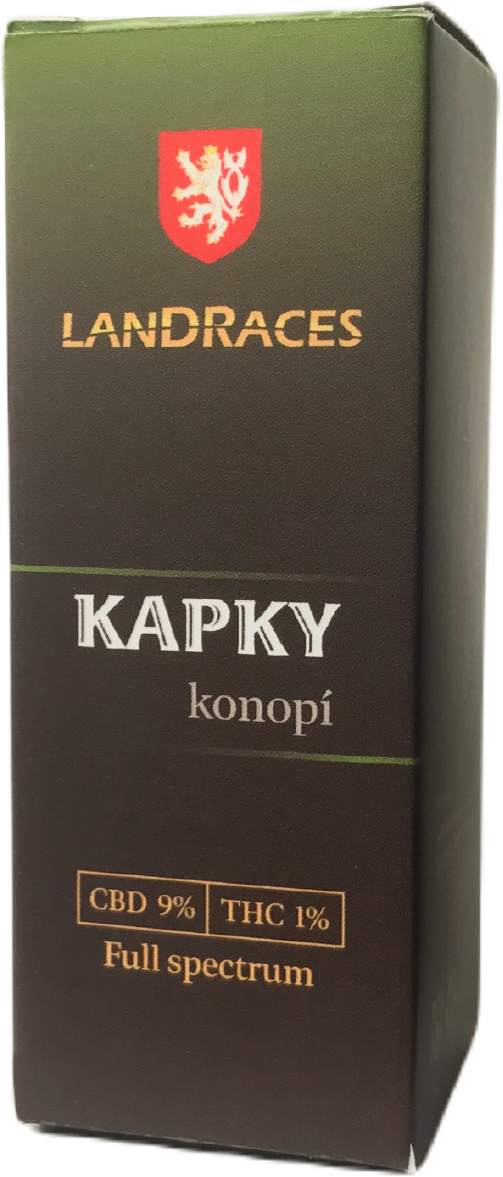 LANDRACES
KAPKY
konopí
CBD 9% THC 1%
Full spectrum